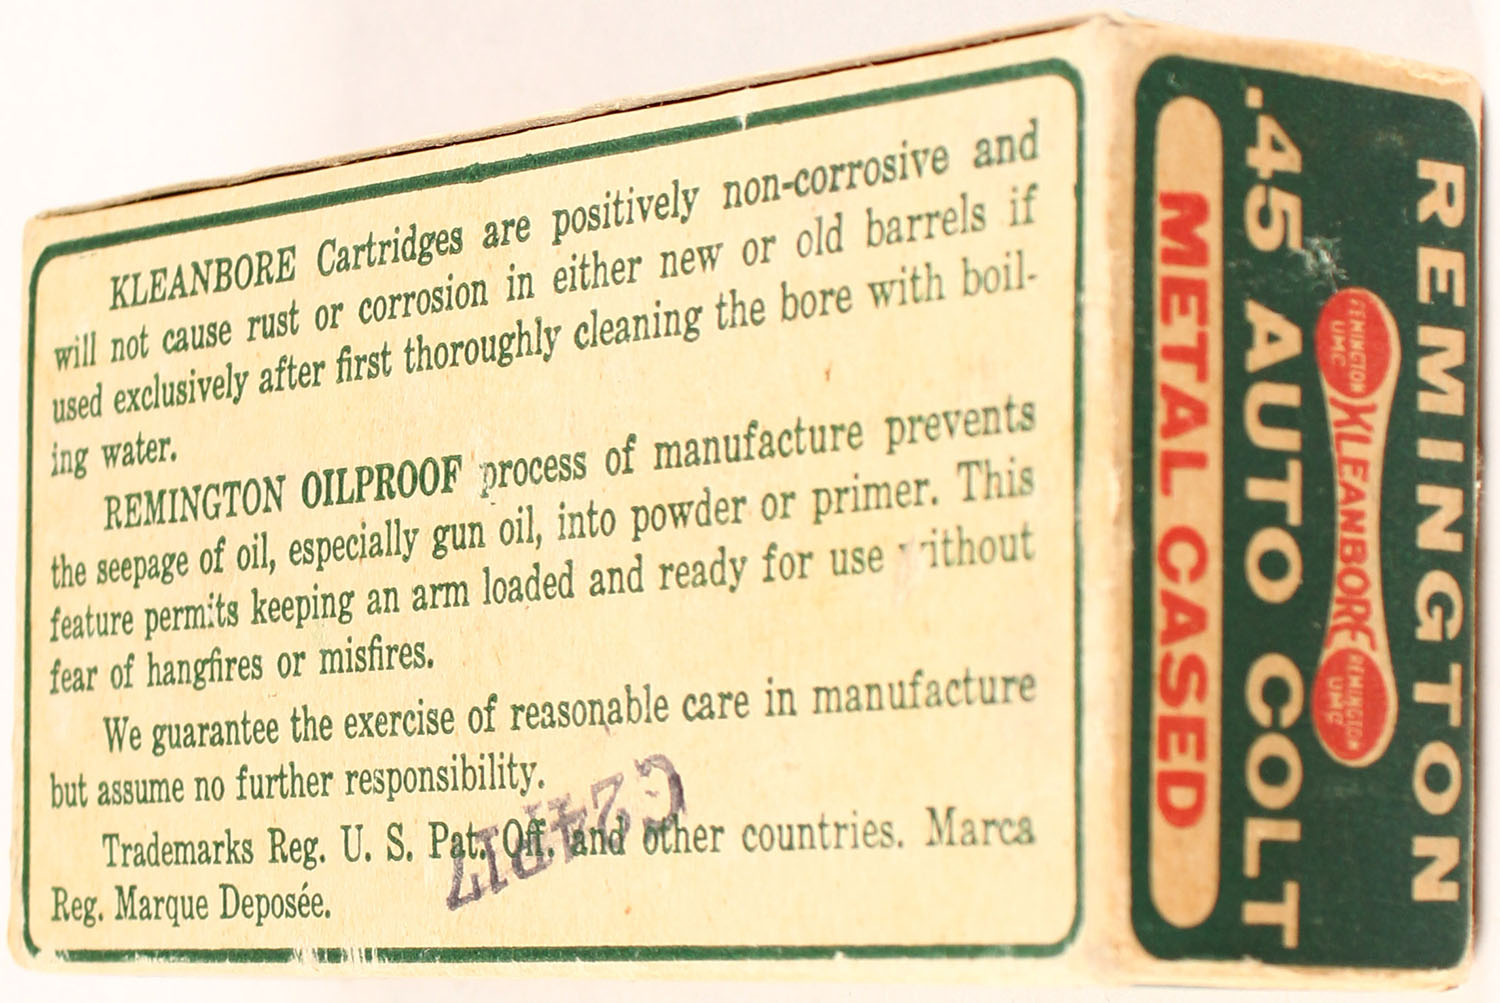 KLEANBORE Cartridges are positively non-corrosive and
will not cause rust or corrosion in either new or old barrels if
used exclusively after first thoroughly cleaning the bore with boil-
ing water.
REMINGTON OILPROOF process of manufacture prevents
the seepage of oil, especially gun oil, into powder or primer. This
feature permits keeping an arm loaded and ready for use without
fear of hangfires or misfires.
We guarantee the exercise of reasonable care in manufacture
but assume no further responsibility.
Trademarks Reg. U. S. Pat. Off. and other countries. Marca
Reg. Marque Deposée.
REMINGTON
REMINGTON
UMC
KLEANBORE
REMINGTON
UMC
.45 AUTO COLT
METAL CASED